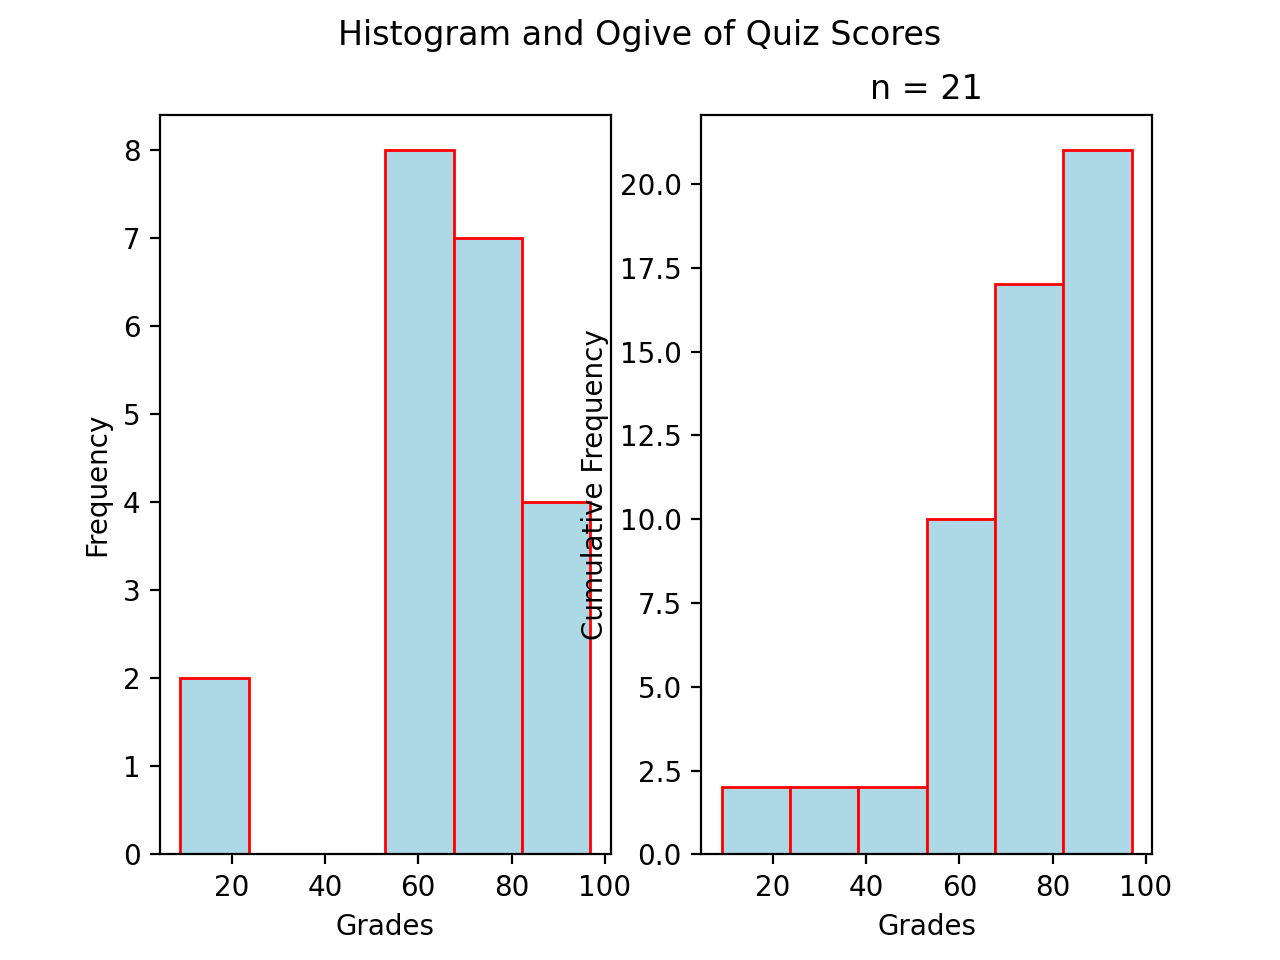 Histogram and Ogive of Quiz Scores
8
7
6
5
4
3
2
1
0
Frequency
20 40 60 80 100
Grades
n = 21
20.0
17.5
15.0
12.5
10.0
7.5
5.0
2.5
0.0
Cumulative Frequency
20 40 60 80 100
Grades